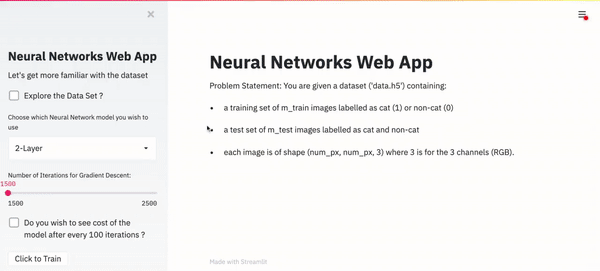 Neural Networks Web App
Let's get more familiar with the dataset
Explore the Data Set ?
Choose which Neural Network model you wish to
use
2-Layer
Number of Iterations for Gradient Descent:
1500
1500 2500
Do you wish to see cost of the
model after every 100 iterations ?
Click to Train
Neural Networks Web App
Problem Statement: You are given a dataset ('data.h5') containing:
• a training set of m_train images labelled as cat (1) or non-cat (0)
• a test set of m_test images labelled as cat and non-cat
• each image is of shape (num_px, num_px, 3) where 3 is for the 3 channels (RGB).
Made with Streamlit